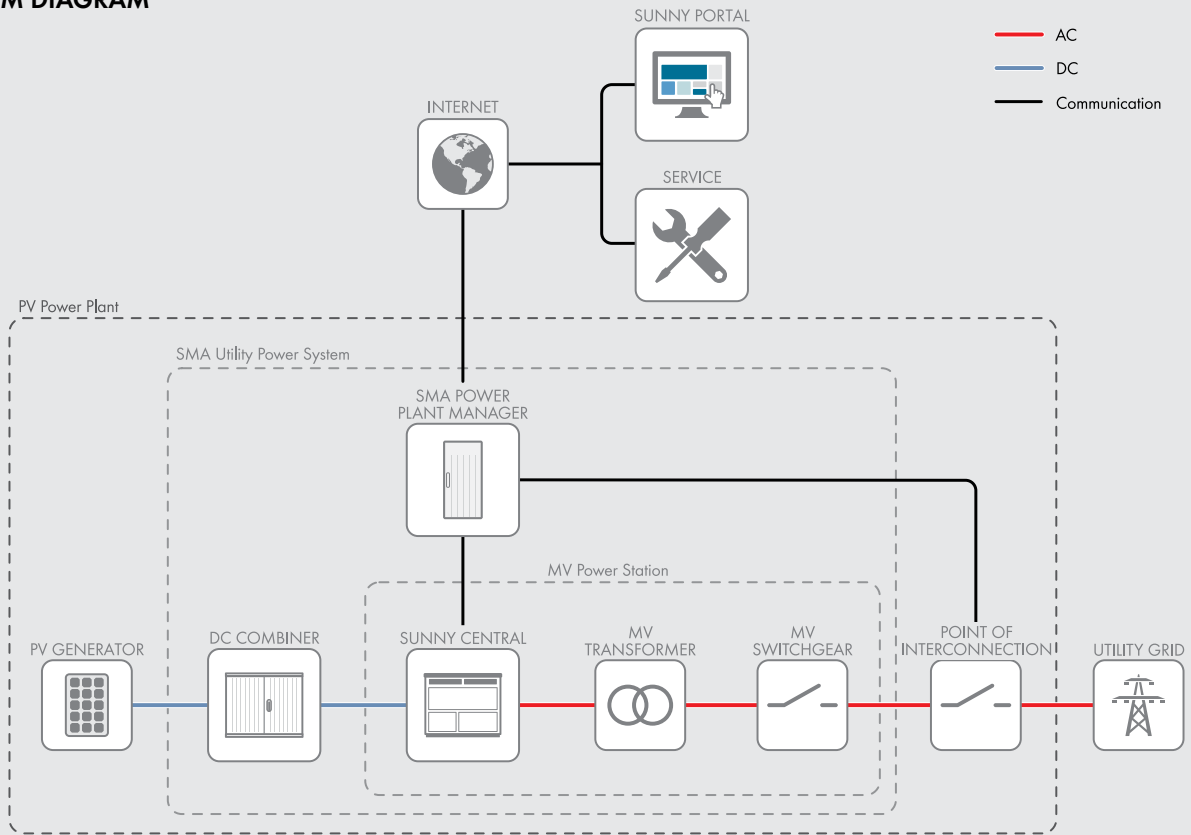 M DIAGRAM
SUNNY PORTAL
AC
DC
Communication
INTERNET
SERVICE
PV Power Plant
SMA Utility Power System
SMA POWER
PLANT MANAGER
MV Power Station
PV GENERATOR
DC COMBINER
SUNNY CENTRAL
MV
TRANSFORMER
MV
SWITCHGEAR
POINT OF
INTERCONNECTION
UTILITY GRID